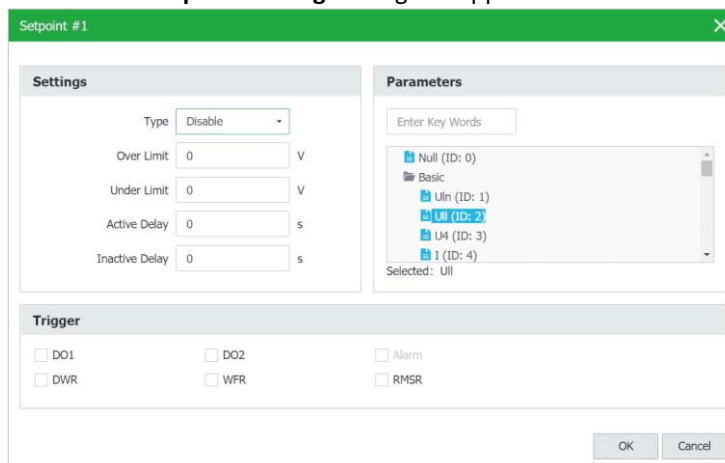 Setpoint #1
Settings
Type Disable
Over Limit 0 V
Under Limit 0 V
Active Delay 0 s
Inactive Delay 0 s
Parameters
Enter Key Words
Null (ID: 0)
Basic
Uln (ID: 1)
Ull (ID: 2)
U4 (ID: 3)
I (ID: 4)
Selected: Ull
Trigger
DO1 DO2 Alarm
DWR WFR RMSR
OK Cancel